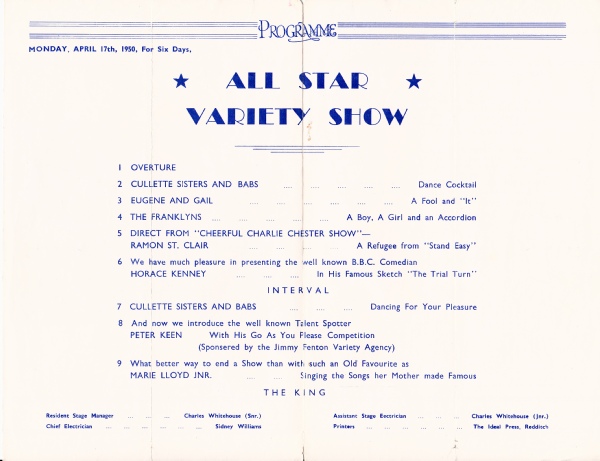 PROGRAMME
MONDAY, APRIL 17th, 1950, For Six Days,
★ ALL STAR ★
VARIETY SHOW
1 OVERTURE
2 CULLETTE SISTERS AND BABS .... .... .... .... .... Dance Cocktail
3 EUGENE AND GAIL .... .... .... .... A Fool and "It"
4 THE FRANKLYNS .... .... .... .... A Boy, A Girl and an Accordion
5 DIRECT FROM "CHEERFUL CHARLIE CHESTER SHOW"—
RAMON ST. CLAIR .... .... .... A Refugee from "Stand Easy"
6 We have much pleasure in presenting the well known B.B.C. Comedian
HORACE KENNEY .... .... .... In His Famous Sketch "The Trial Turn"
INTERVAL
7 CULLETTE SISTERS AND BABS .... .... .... Dancing For Your Pleasure
8 And now we introduce the well known Talent Spotter
PETER KEEN With His Go As You Please Competition
(Sponsered by the Jimmy Fenton Variety Agency)
9 What better way to end a Show than with such an Old Favourite as
MARIE LLOYD JNR. .... .... Singing the Songs her Mother made Famous
THE KING
Resident Stage Manager ... ... ... Charles Whitehouse (Snr.)
Assistant Stage Eectrician ... ... ... Charles Whitehouse (Jnr.)
Chief Electrician ... ... ... ... ... ... Sidney Williams
Printers ... ... ... ... ... ... The Ideal Press, Redditch